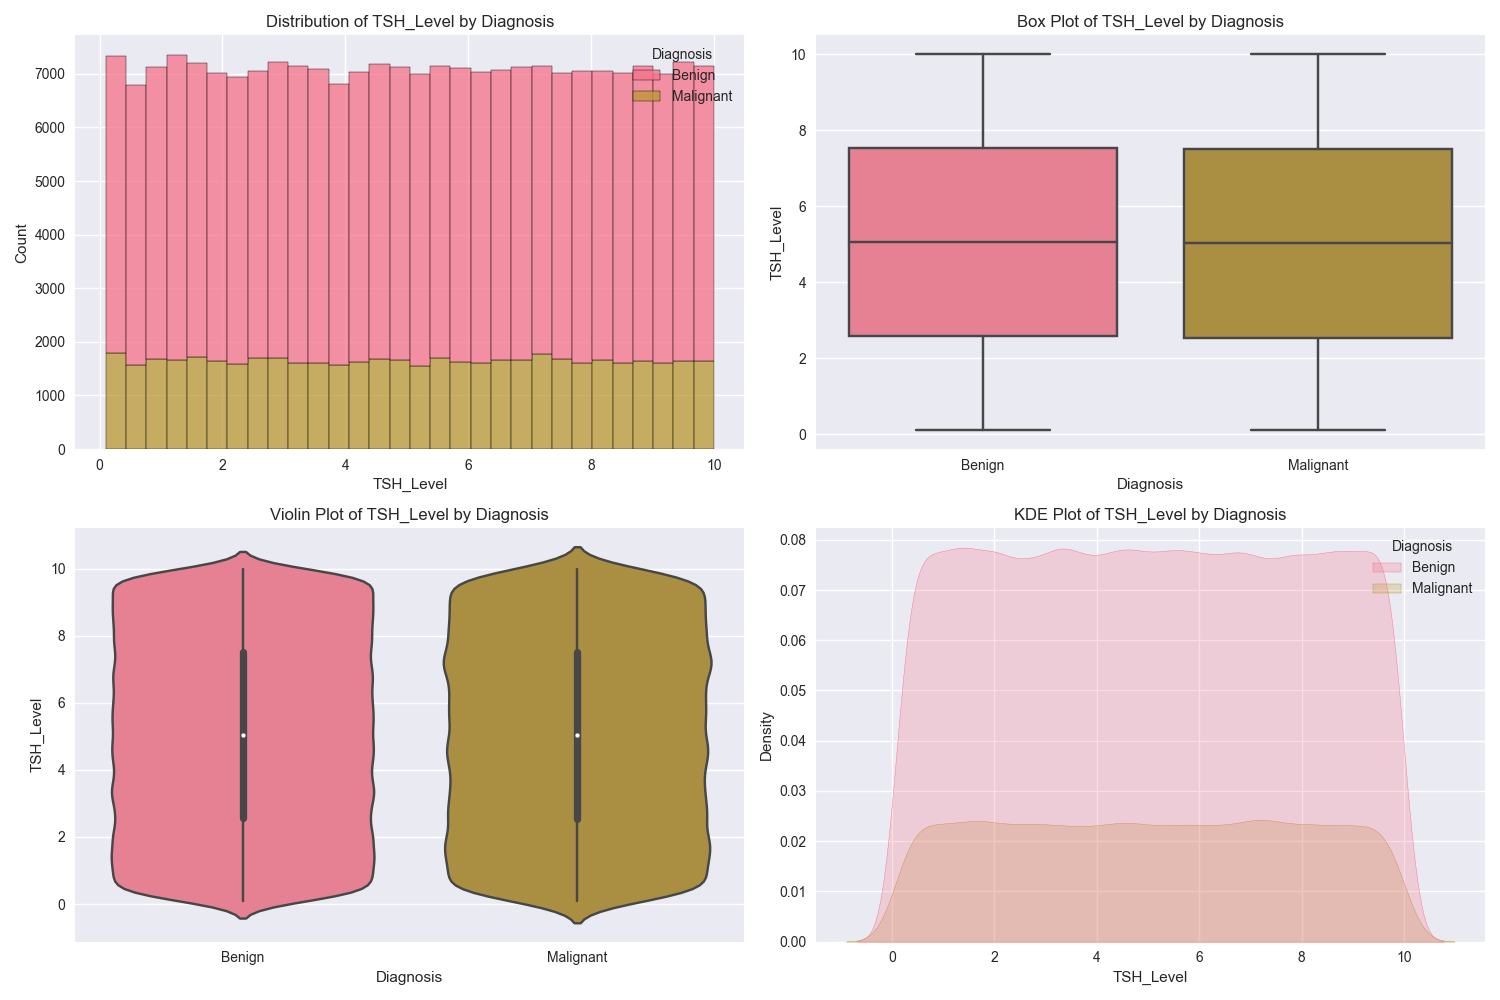 Distribution of TSH_Level by Diagnosis
Count
7000
6000
5000
4000
3000
2000
1000
0
Diagnosis
Benign
Malignant
0 2 4 6 8 10
TSH_Level
Box Plot of TSH_Level by Diagnosis
TSH_Level
10
8
6
4
2
0
Benign Malignant
Diagnosis
Violin Plot of TSH_Level by Diagnosis
TSH_Level
10
8
6
4
2
0
Benign Malignant
Diagnosis
KDE Plot of TSH_Level by Diagnosis
Density
0.08
0.07
0.06
0.05
0.04
0.03
0.02
0.01
0.00
Diagnosis
Benign
Malignant
0 2 4 6 8 10
TSH_Level